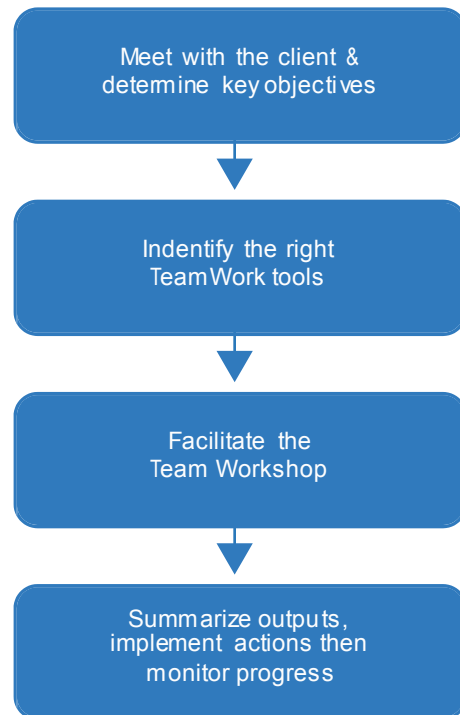 Meet with the client &
determine key objectives
Indentify the right
TeamWork tools
Facilitate the
Team Workshop
Summarize outputs,
implement actions then
monitor progress